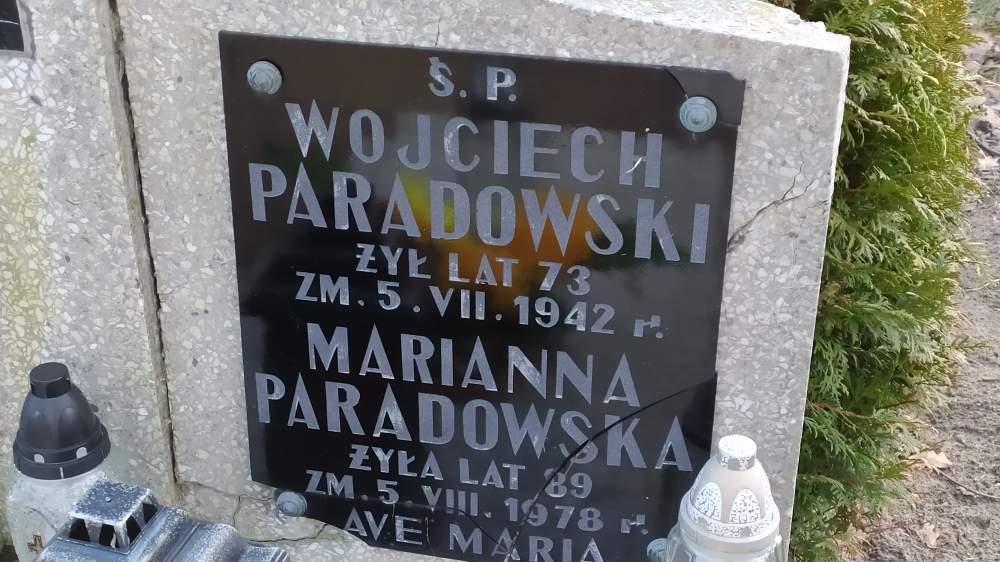 Ś. P.
WOJCIECH
PARADOWSKI
ŻYŁ LAT 73
ZM. 5. VII. 1942 r.
MARIANNA
PARADOWSKA
ŻYŁA LAT 89
ZM. 5. VIII. 1978 r.
AVE MARIA